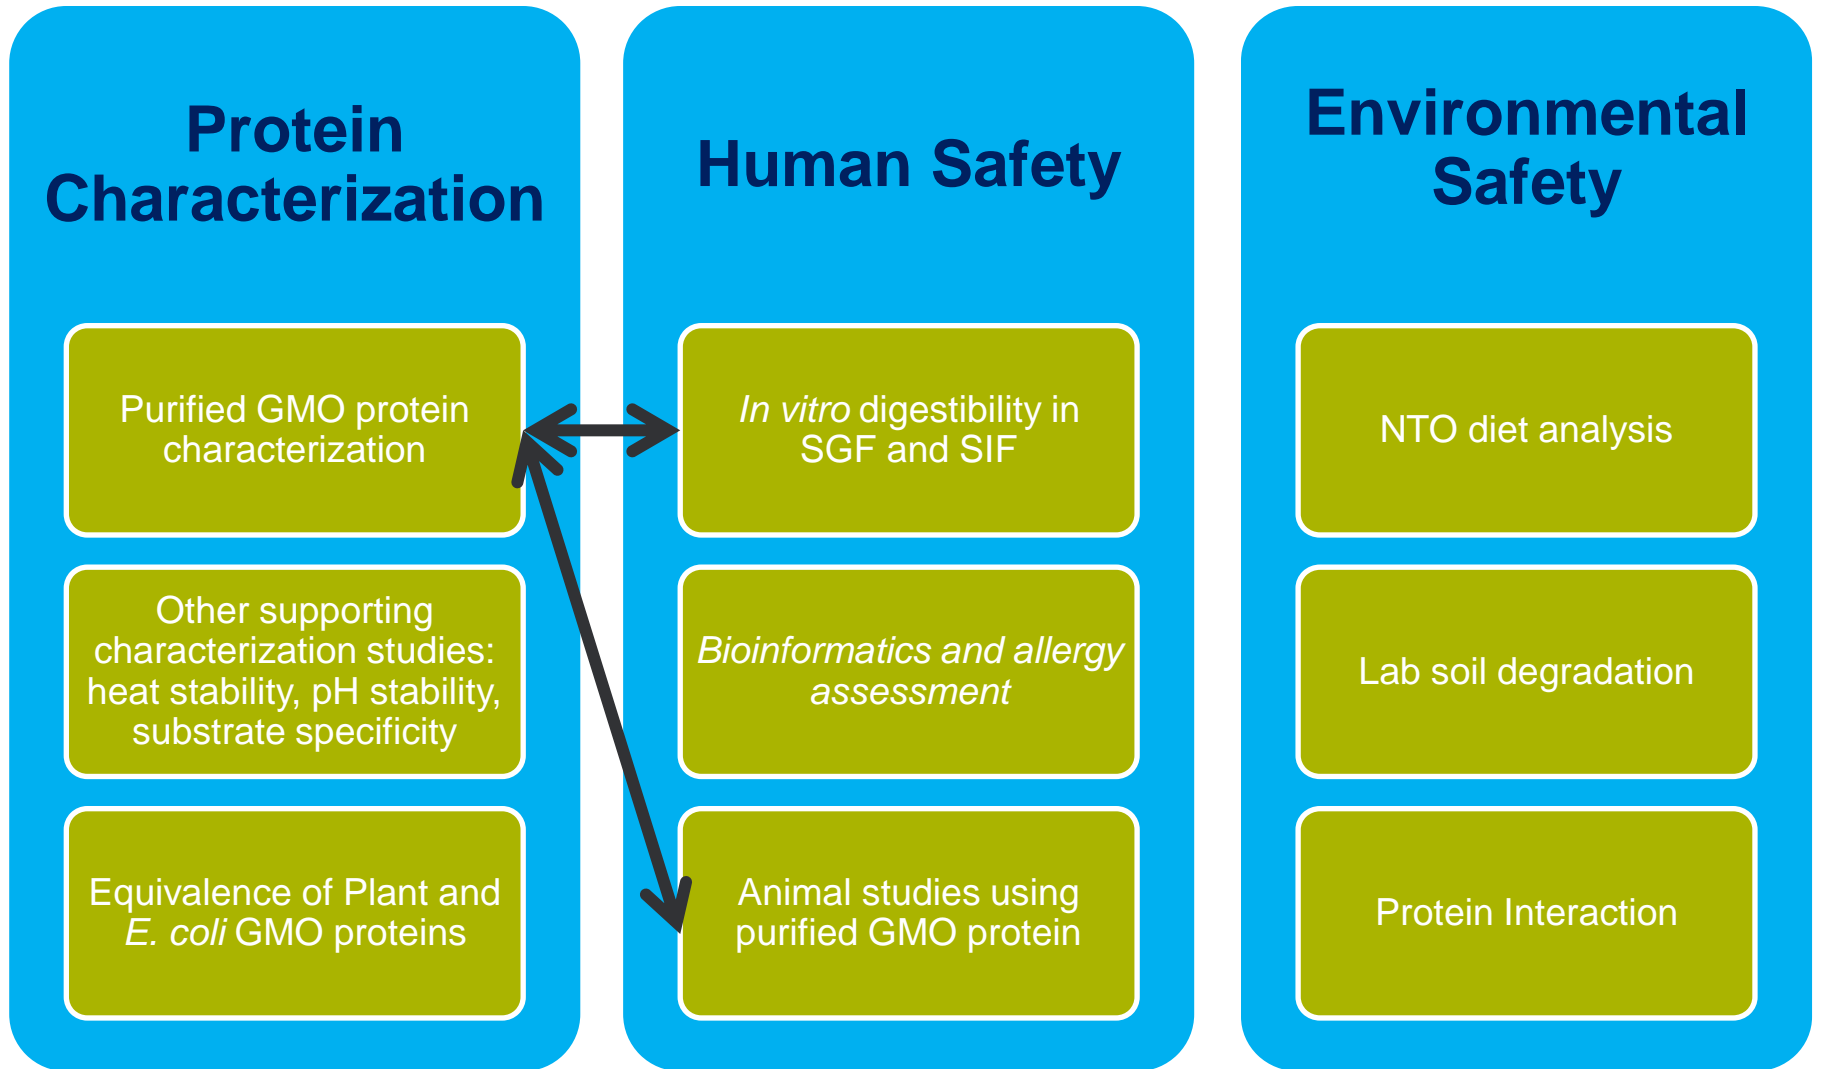 Protein
Characterization
Purified GMO protein
characterization
Other supporting
characterization studies:
heat stability, pH stability,
substrate specificity
Equivalence of Plant and
E. coli GMO proteins
Human Safety
In vitro digestibility in
SGF and SIF
Bioinformatics and allergy
assessment
Animal studies using
purified GMO protein
Environmental
Safety
NTO diet analysis
Lab soil degradation
Protein Interaction